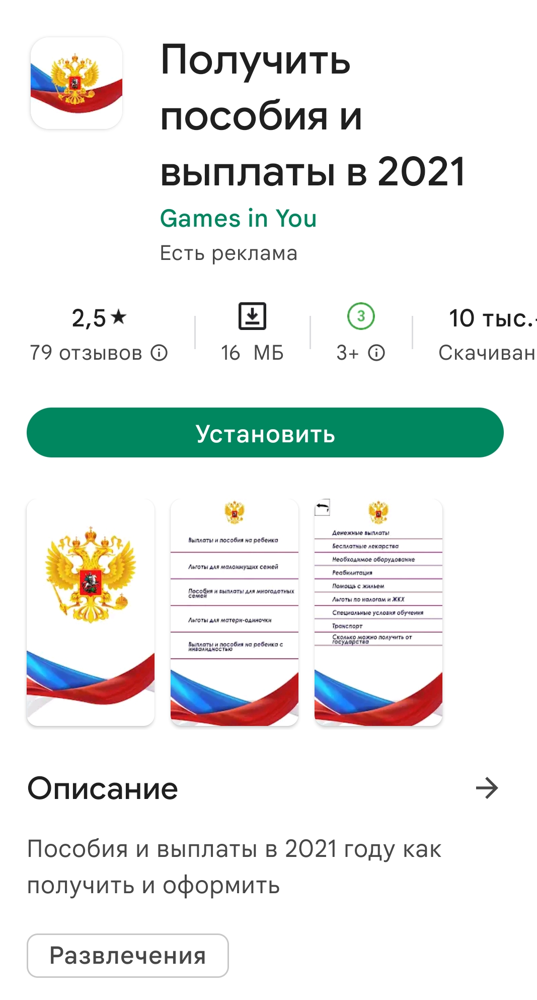 Получить
пособия и
выплаты в 2021
Games in You
Есть реклама
2,5★
79 отзывов
16 МБ
3
3+
10 тыс.
Скачиван
Установить
Выплаты и пособия на ребенка
Льготы для малоимущих семей
Пособия и выплаты для многодетных
семей
Льготы для матери-одиночки
Выплаты и пособия на ребенка с
инвалидностью
Денежные выплаты
Бесплатные лекарства
Необходимое оборудование
Реабилитация
Помощь с жильем
Льготы по налогам и ЖКХ
Специальные условия обучения
Транспорт
Сколько можно получить от
государства
Описание
Пособия и выплаты в 2021 году как
получить и оформить
Развлечения